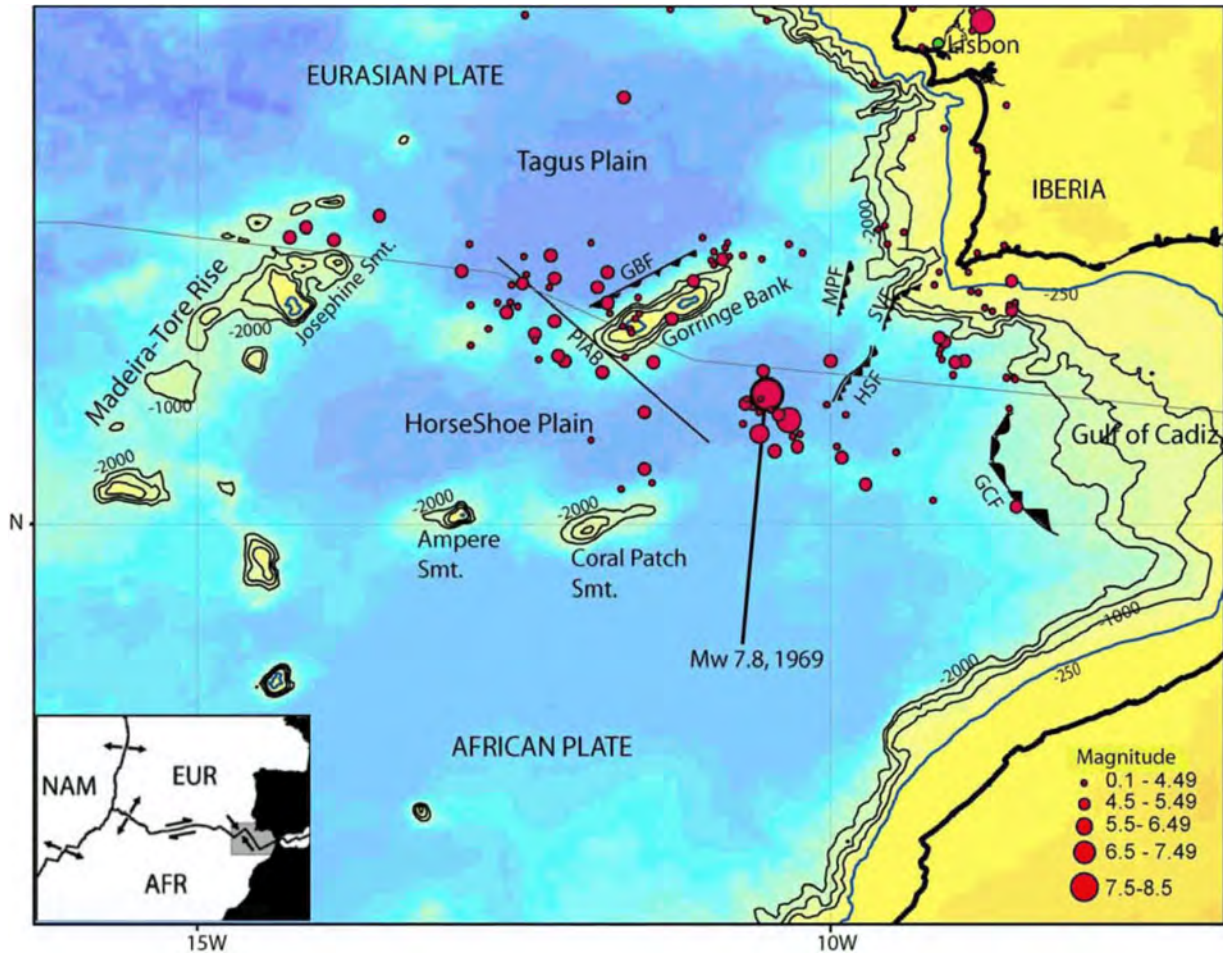 EURASIAN PLATE
Lisbon
Tagus Plain
IBERIA
-2000
Madeira-Tore Rise
Josephine Smt.
-2000
GBF
Gorringe Bank
MPF
SVF
-250
PIAB
-1000
HSF
HorseShoe Plain
Gulf of Cadiz
-2000
GCF
N
-2000
-2000
Ampere
Smt.
Coral Patch
Smt.
-1000
Mw 7.8, 1969
-2000
-250
AFRICAN PLATE
NAM
EUR
AFR
Magnitude
0.1 - 4.49
4.5 - 5.49
5.5- 6.49
6.5 - 7.49
7.5-8.5
15W
10W